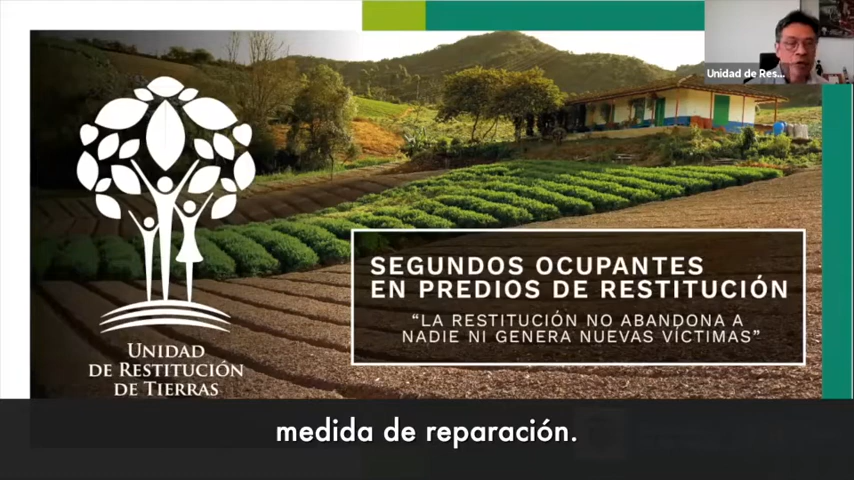 Unidad de Res...
SEGUNDOS OCUPANTES
EN PREDIOS DE RESTITUCIÓN
“LA RESTITUCIÓN NO ABANDONA A
NADIE NI GENERA NUEVAS VÍCTIMAS”
UNIDAD
DE RESTITUCIÓN
DE TIERRAS
medida de reparación.